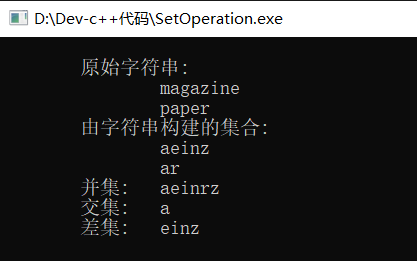 D:\Dev-c++代码\SetOperation.exe
原始字符串:
magazine
paper
由字符串构建的集合:
aeinz
ar
并集: aeinrz
交集: a
差集: einz